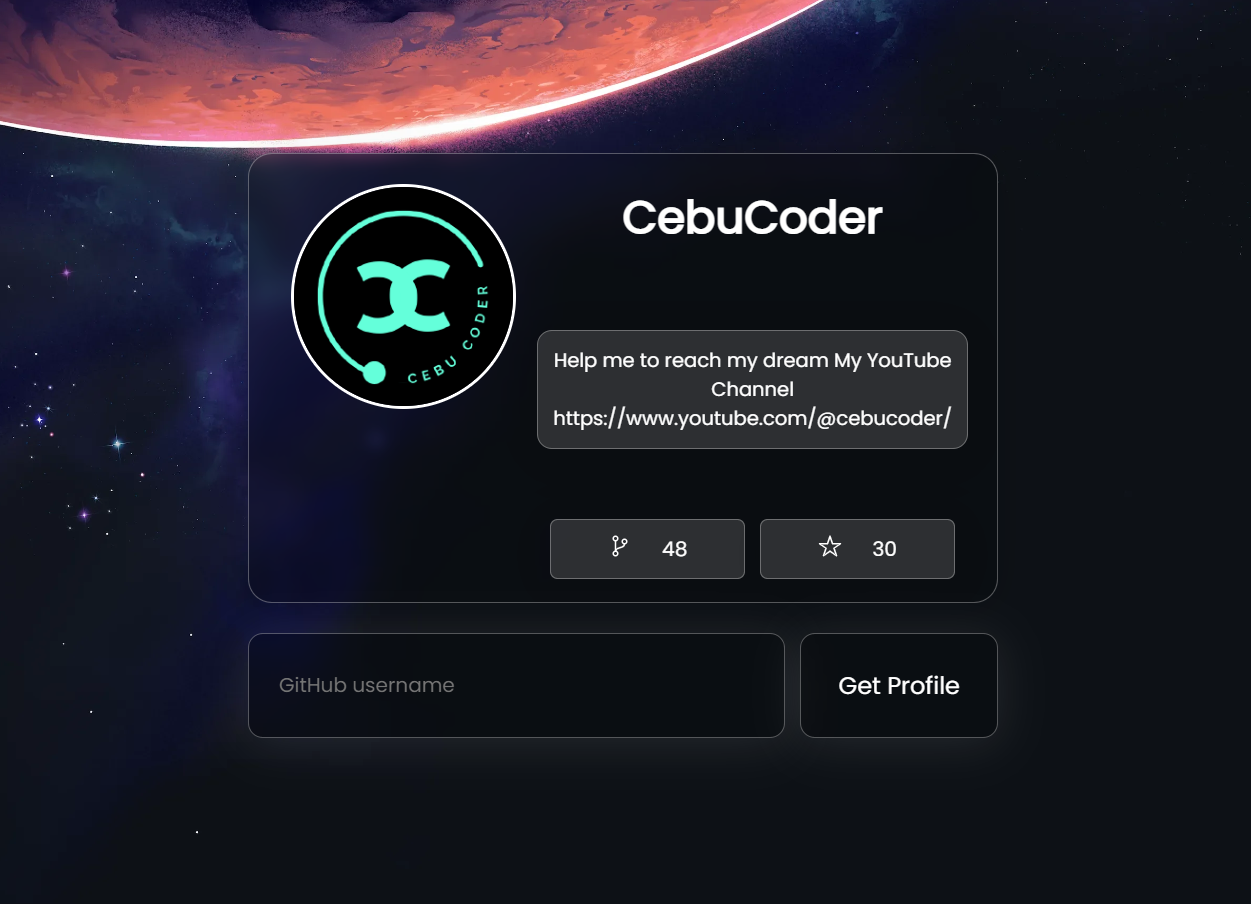 CEBU CODER
CebuCoder
Help me to reach my dream My YouTube
Channel
https://www.youtube.com/@cebucoder/
48
30
GitHub username
Get Profile